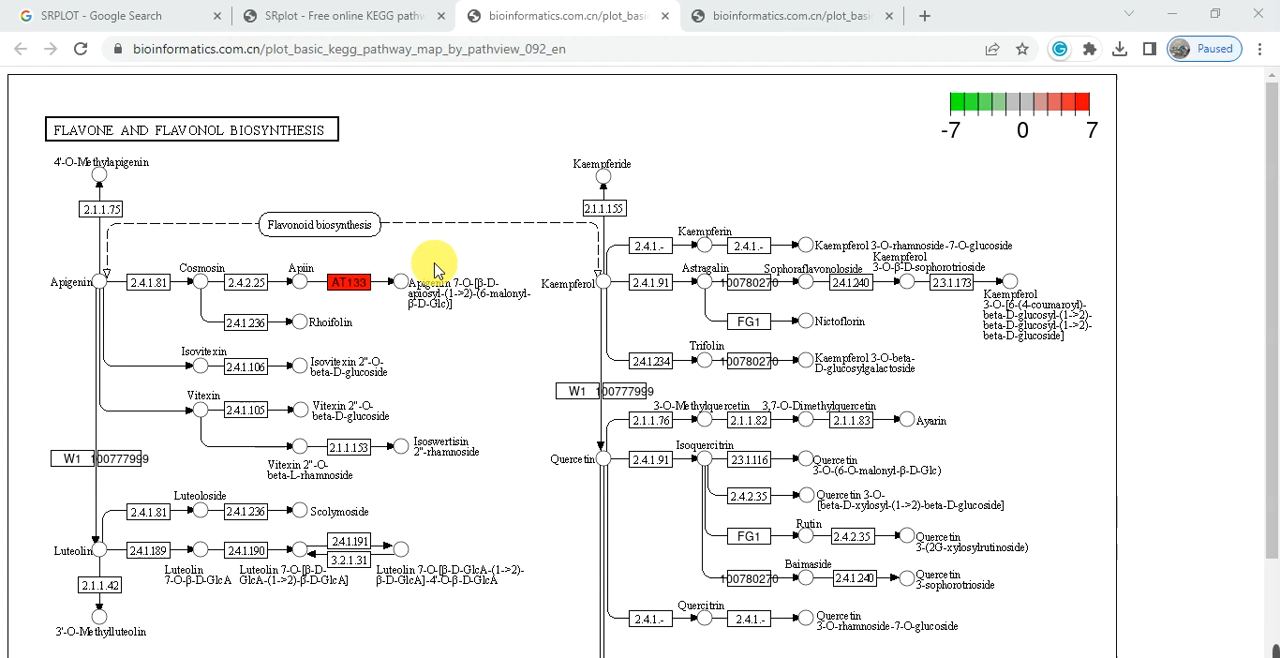 SRPLOT - Google Search
SRplot - Free online KEGG pathw
bioinformatics.com.cn/plot_basi
bioinformatics.com.cn/plot_basi
bioinformatics.com.cn/plot_basic_kegg_pathway_map_by_pathview_092_en
Paused
-7 0 7
FLAVONE AND FLAVONOL BIOSYNTHESIS
4'-O-Methylapigenin
Kaempferide
2.1.1.75
2.1.1.155
Flavonoid biosynthesis
Kaempferin
2.4.1.-
2.4.1.-
Kaempferol 3-O-rhamnoside-7-O-glucoside
Apigenin
2.4.1.81
Cosmosin
2.4.2.25
Apiin
AT133
Apigenin 7-O-[β-D-
apiosyl-(1->2)-(6-malonyl-
β-D-Glc)]
Kaempferol
2.4.1.91
Astragalin
100780270
Sophoraflavonoloside
2.4.1.240
Kaempferol
3-O-β-D-sophorotrioside
2.3.1.173
Kaempferol
3-O-[6-(4-coumaroyl)-
beta-D-glucosyl-(1->2)-
beta-D-glucosyl-(1->2)-
beta-D-glucoside]
2.4.1.236
Rhoifolin
FG1
Nictoflorin
Isovitexin
2.4.1.106
Isovitexin 2''-O-
beta-D-glucoside
2.4.1.234
Trifolin
100780270
Kaempferol 3-O-beta-
D-glucosylgalactoside
W1 100777999
Vitexin
2.4.1.105
Vitexin 2''-O-
beta-D-glucoside
2.1.1.76
3-O-Methylquercetin
2.1.1.82
3,7-O-Dimethylquercetin
2.1.1.83
Ayarin
2.1.1.153
Isoswertisin
2''-rhamnoside
Vitexin 2''-O-
beta-L-rhamnoside
W1 100777999
Quercetin
2.4.1.91
Isoquercitrin
2.3.1.116
Quercetin
3-O-(6-O-malonyl-β-D-Glc)
2.4.2.35
Quercetin 3-O-
[beta-D-xylosyl-(1->2)-beta-D-glucoside]
2.4.1.81
Luteoloside
2.4.1.236
Scolymoside
FG1
Rutin
2.4.2.35
Quercetin
3-(2G-xylosylrutinoside)
Luteolin
2.4.1.189
2.4.1.190
2.4.1.191
3.2.1.31
Luteolin
7-O-β-D-GlcA
Luteolin 7-O-[β-D-
GlcA-(1->2)-β-D-GlcA]
Luteolin 7-O-[β-D-GlcA-(1->2)-
β-D-GlcA]-4'-O-β-D-GlcA
100780270
Baimaside
2.4.1.240
Quercetin
3-sophorotrioside
2.1.1.42
3'-O-Methylluteolin
2.4.1.-
Quercitrin
2.4.1.-
Quercetin
3-O-rhamnoside-7-O-glucoside